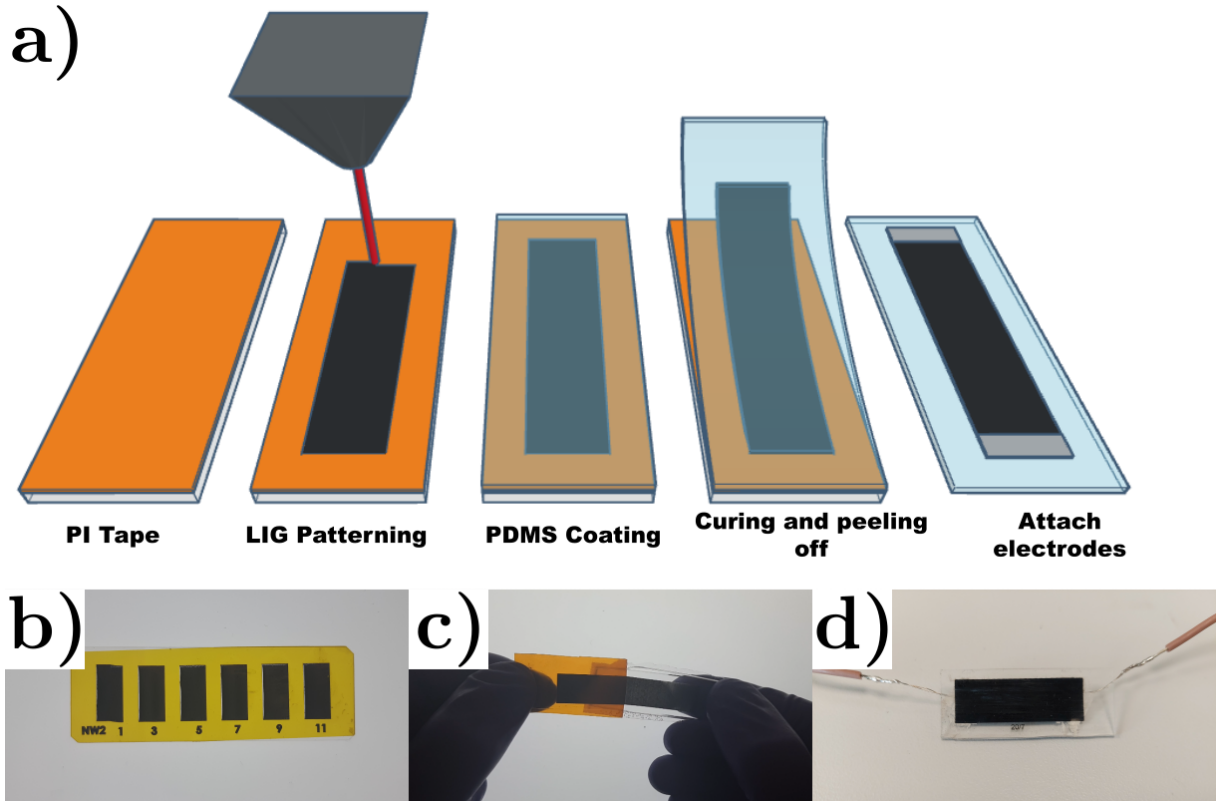 a)
PI Tape
LIG Patterning
PDMS Coating
Curing and peeling
off
Attach
electrodes
b)
c)
d)
NW2 1 3 5 7 9 11